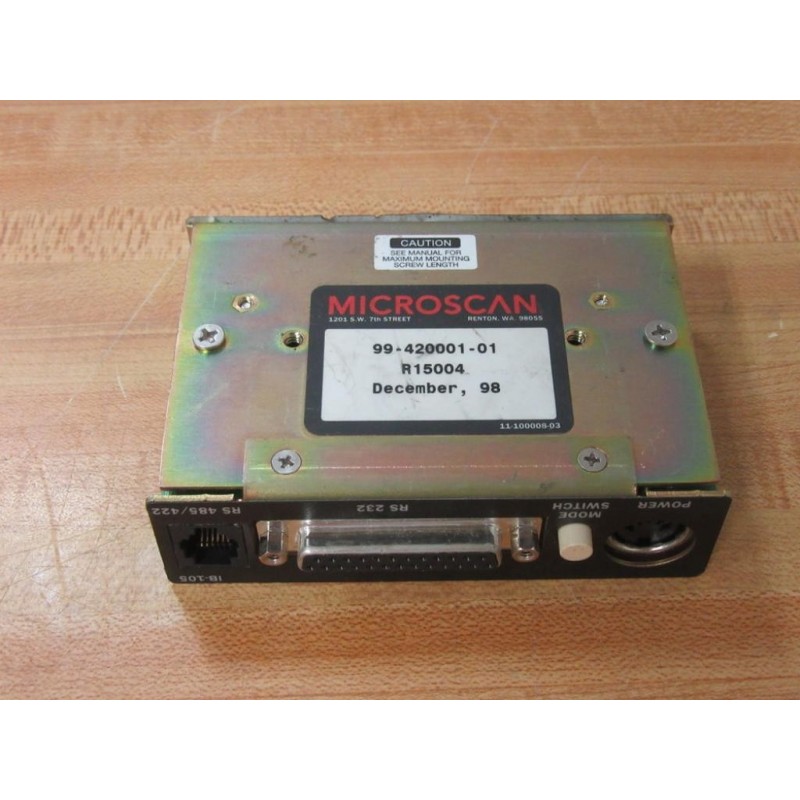 CAUTION
SEE MANUAL FOR
MAXIMUM MOUNTING
SCREW LENGTH
MICROSCAN
1201 S.W. 7th STREET RENTON, WA. 98055
99-420001-01
R15004
December, 98
11-100008-03
RS 485/422
RS 232
MODE
SWITCH
POWER
IB-105